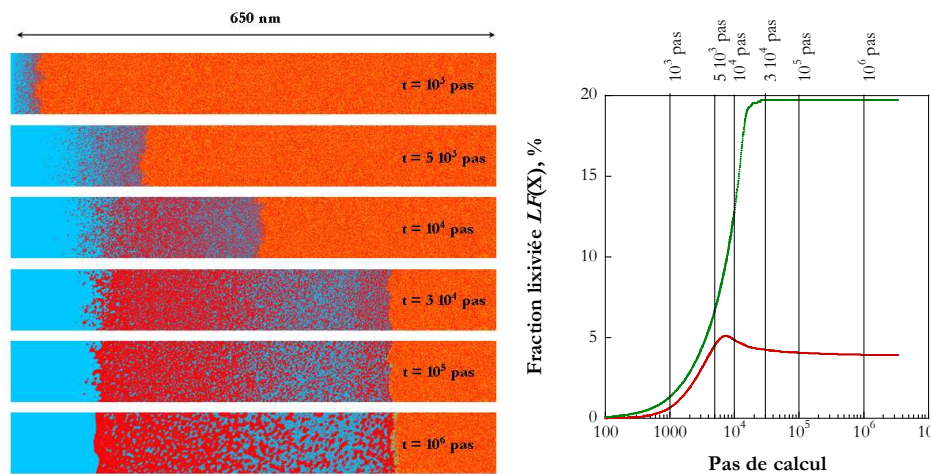 650 nm
t = 10³ pas
t = 5 10³ pas
t = 10⁴ pas
t = 3 10⁴ pas
t = 10⁵ pas
t = 10⁶ pas
10³ pas
5 10³ pas
10⁴ pas
3 10⁴ pas
10⁵ pas
10⁶ pas
Fraction lixiviée LF(X), %
20
15
10
5
0
100
1000
10⁴
10⁵
10⁶
Pas de calcul